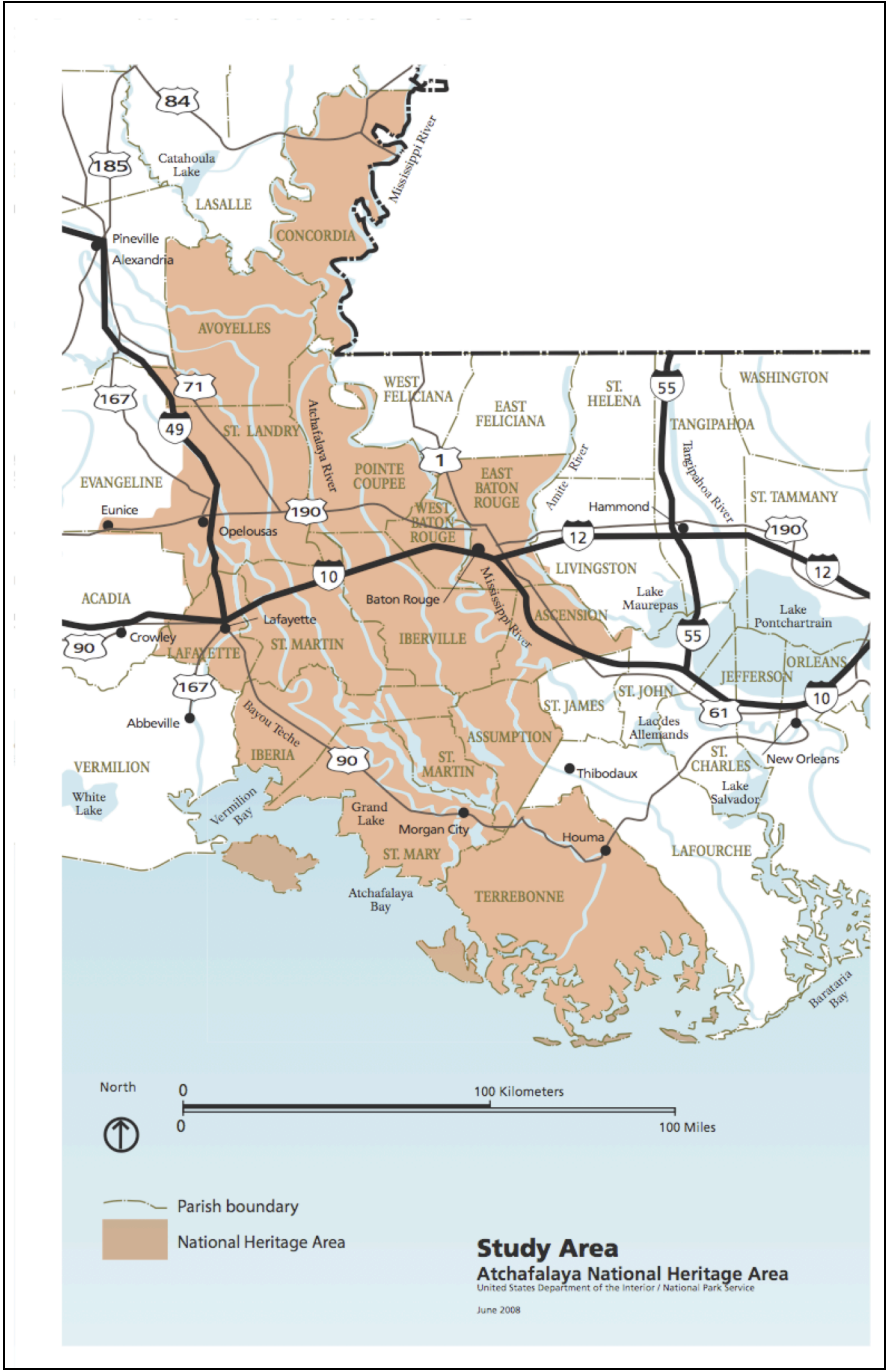 84
Mississippi River
185
Catahoula
Lake
LASALLE
CONCORDIA
Pineville
Alexandria
AVOYELLES
WEST
FELICIANA
EAST
FELICIANA
ST.
HELENA
55
WASHINGTON
71
167
49
ST. LANDRY
Atchafalaya River
TANGIPAHOA
Tangipahoa River
POINTE
COUPEE
1
EAST
BATON
ROUGE
Amite River
EVANGELINE
Eunice
Opelousas
190
WEST
BATON
ROUGE
Hammond
ST. TAMMANY
190
12
12
10
LIVINGSTON
ACADIA
Baton Rouge
Mississippi River
Lake
Maurepas
Lake
Pontchartrain
Lafayette
ASCENSION
90
Crowley
LAFAYETTE
ST. MARTIN
IBERVILLE
55
JEFFERSON
ORLEANS
167
Abbeville
Bayou Teche
ST. JAMES
ST. JOHN
61
10
Lac des
Allemands
VERMILION
IBERIA
90
ST.
MARTIN
ASSUMPTION
ST.
CHARLES
New Orleans
White
Lake
Vermilion
Bay
Grand
Lake
Thibodaux
Lake
Salvador
Morgan City
Houma
LAFOURCHE
ST. MARY
Atchafalaya
Bay
TERREBONNE
Barataria
Bay
North
0
100 Kilometers
0
100 Miles
Parish boundary
National Heritage Area
Study Area
Atchafalaya National Heritage Area
United States Department of the Interior / National Park Service
June 2008